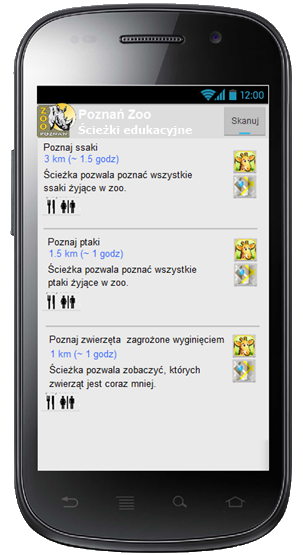 12:00
ZOO
POZNAŃ
Poznań Zoo
Ścieżki edukacyjne
Skanuj
Poznaj ssaki
3 km (~ 1.5 godz)
Ścieżka pozwala poznać wszystkie
ssaki żyjące w zoo.
Poznaj ptaki
1.5 km (~ 1 godz)
Ścieżka pozwala poznać wszystkie
ptaki żyjące w zoo.
Poznaj zwierzęta zagrożone wyginięciem
1 km (~ 1 godz)
Ścieżka pozwala zobaczyć, których
zwierząt jest coraz mniej.